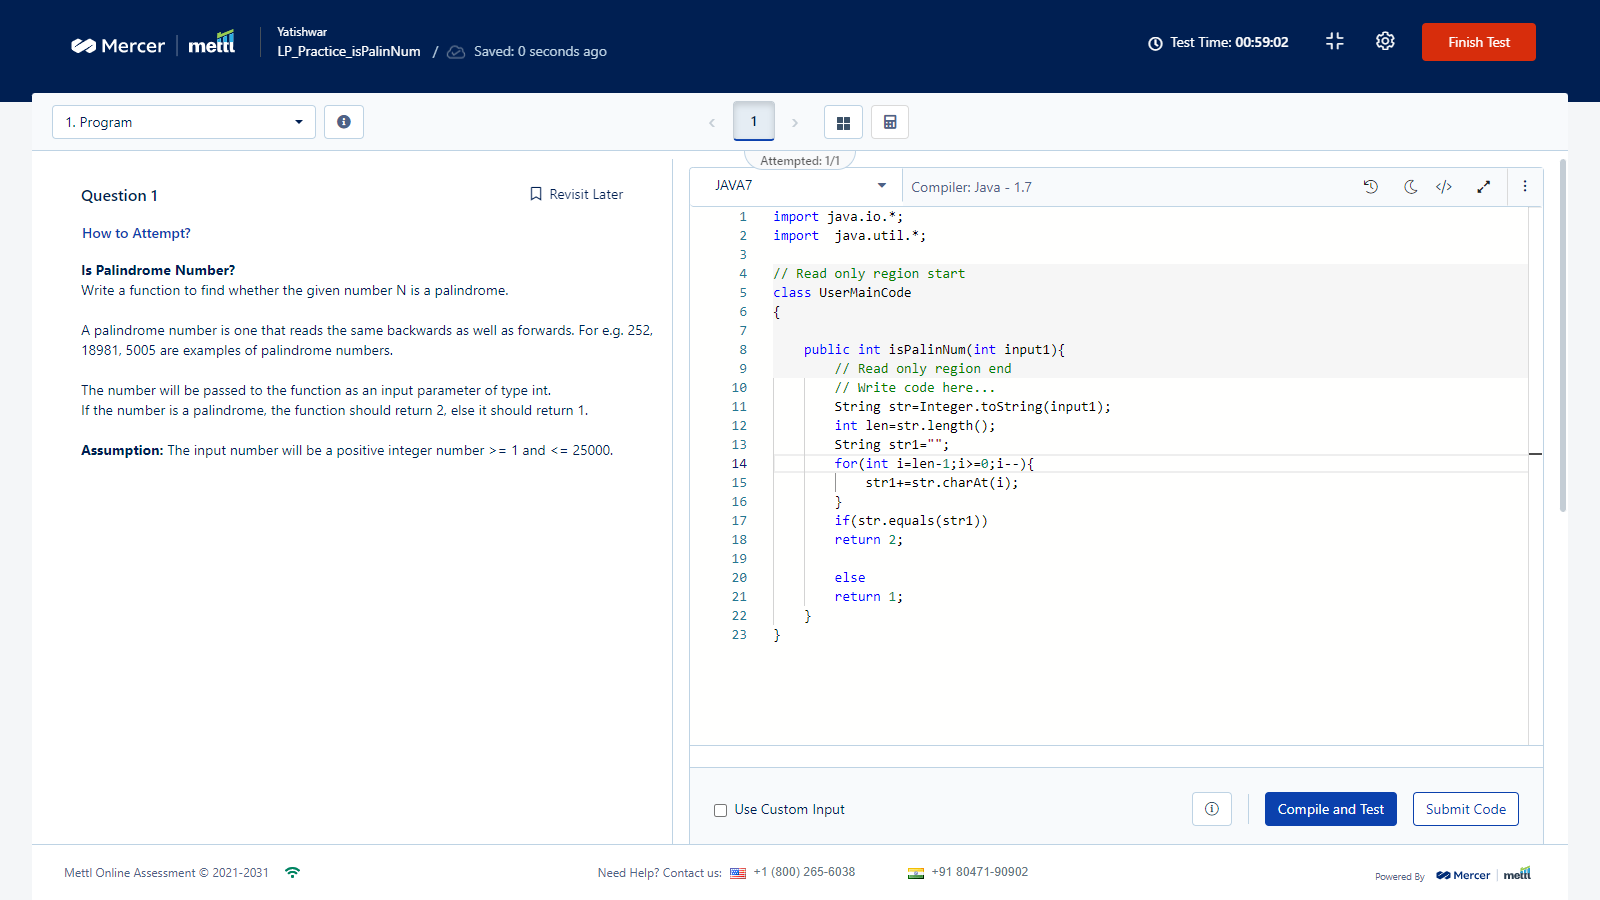 Mercer
mettl
Yatishwar
LP_Practice_isPalinNum / Saved: 0 seconds ago
Test Time: 00:59:02
Finish Test
1. Program
1
Attempted: 1/1
Question 1
Revisit Later
How to Attempt?
Is Palindrome Number?
Write a function to find whether the given number N is a palindrome.
A palindrome number is one that reads the same backwards as well as forwards. For e.g. 252,
18981, 5005 are examples of palindrome numbers.
The number will be passed to the function as an input parameter of type int.
If the number is a palindrome, the function should return 2, else it should return 1.
Assumption: The input number will be a positive integer number >= 1 and <= 25000.
JAVA7
Compiler: Java - 1.7
1 import java.io.*;
2 import  java.util.*;
3
4 // Read only region start
5 class UserMainCode
6 {
7
8     public int isPalinNum(int input1){
9         // Read only region end
10         // Write code here...
11         String str=Integer.toString(input1);
12         int len=str.length();
13         String str1="";
14         for(int i=len-1;i>=0;i--){
15             str1+=str.charAt(i);
16         }
17         if(str.equals(str1))
18         return 2;
19
20         else
21         return 1;
22     }
23 }
Use Custom Input
Compile and Test
Submit Code
Mettl Online Assessment © 2021-2031
Need Help? Contact us: +1 (800) 265-6038
+91 80471-90902
Powered By Mercer mettl